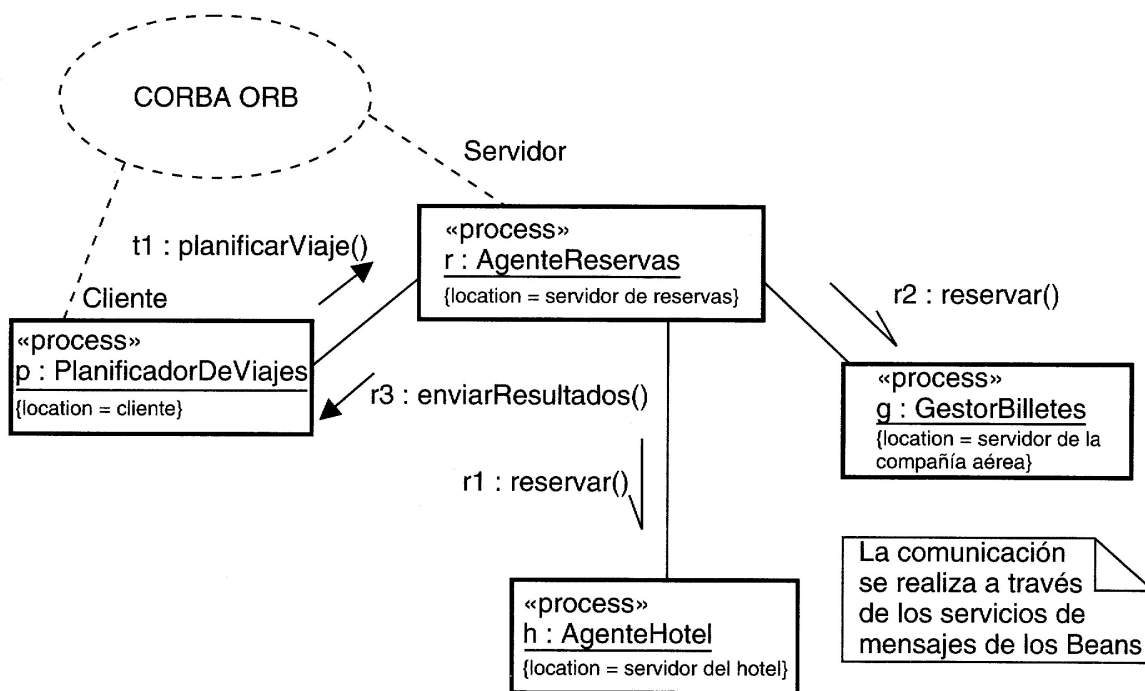 CORBA ORB
Servidor
Cliente
t1 : planificarViaje()
«process»
r : AgenteReservas
{location = servidor de reservas}
r2 : reservar()
«process»
p : PlanificadorDeViajes
{location = cliente}
r3 : enviarResultados()
«process»
g : GestorBilletes
{location = servidor de la
compañía aérea}
r1 : reservar()
«process»
h : AgenteHotel
{location = servidor del hotel}
La comunicación
se realiza a través
de los servicios de
mensajes de los Beans